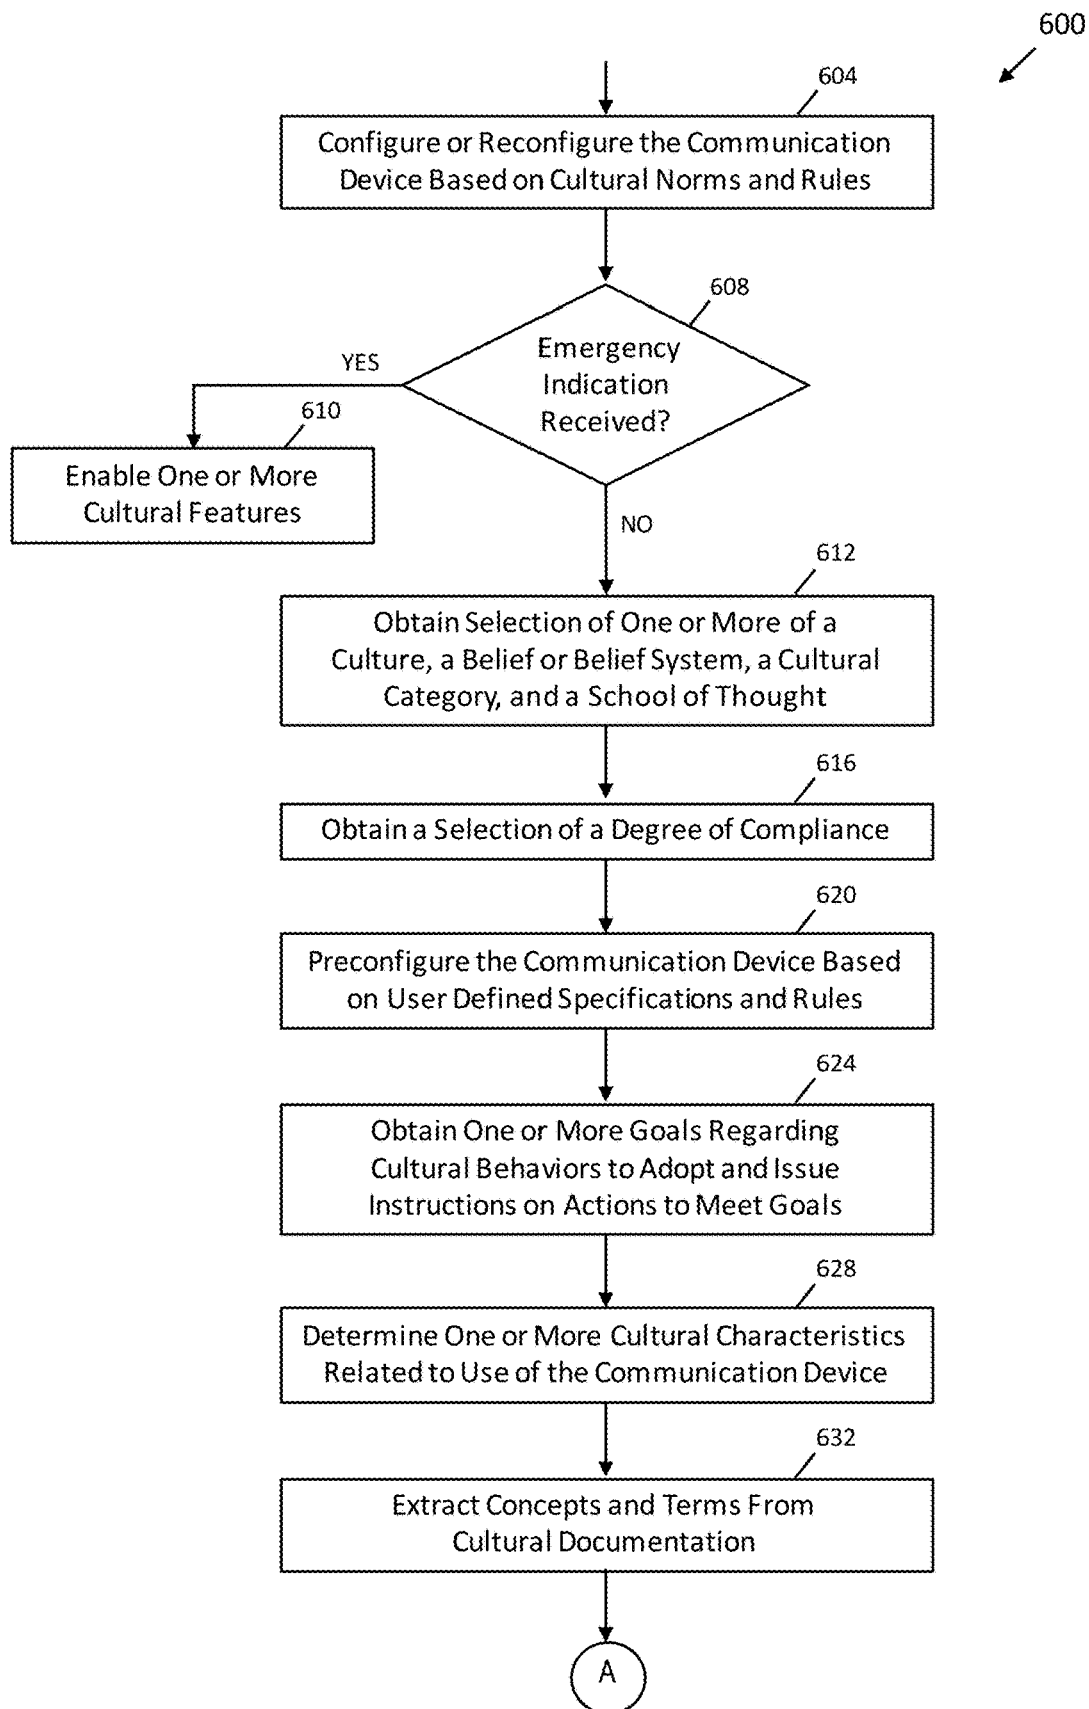 600
604
Configure or Reconfigure the Communication
Device Based on Cultural Norms and Rules
608
Emergency
Indication
Received?
YES
610
Enable One or More
Cultural Features
NO
612
Obtain Selection of One or More of a
Culture, a Belief or Belief System, a Cultural
Category, and a School of Thought
616
Obtain a Selection of a Degree of Compliance
620
Preconfigure the Communication Device Based
on User Defined Specifications and Rules
624
Obtain One or More Goals Regarding
Cultural Behaviors to Adopt and Issue
Instructions on Actions to Meet Goals
628
Determine One or More Cultural Characteristics
Related to Use of the Communication Device
632
Extract Concepts and Terms From
Cultural Documentation
A